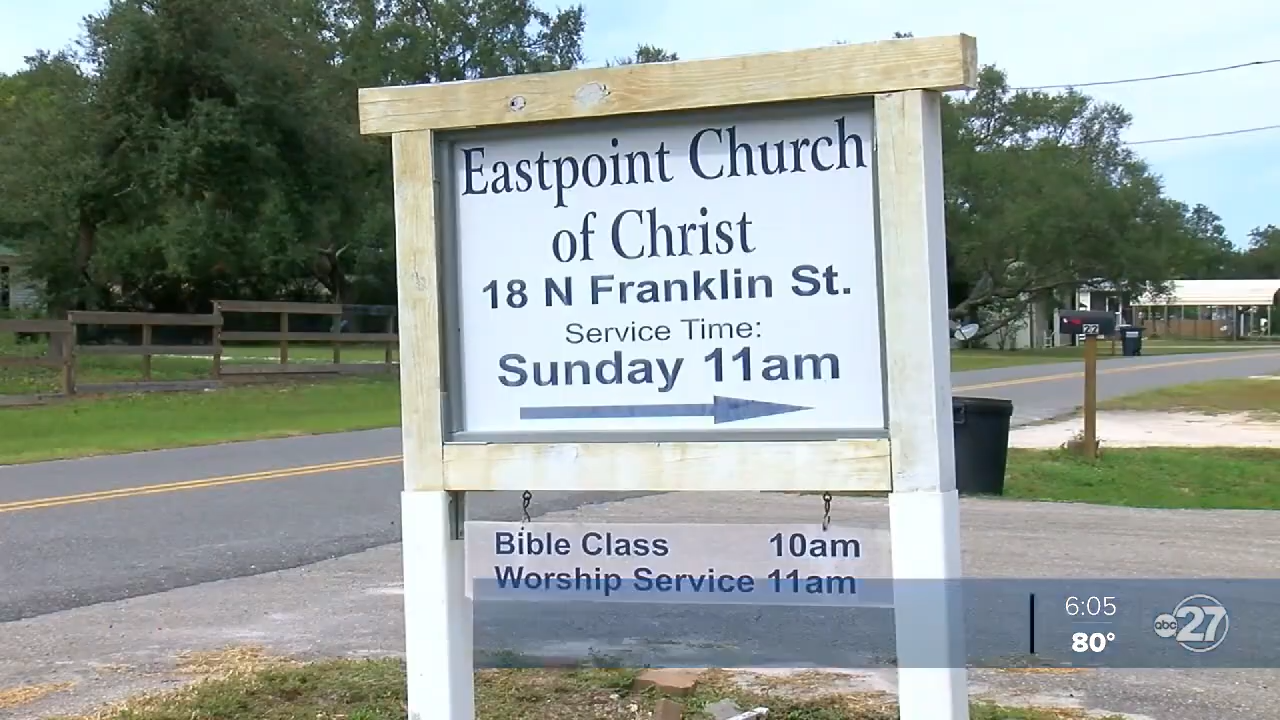 Eastpoint Church
of Christ
18 N Franklin St.
Service Time:
Sunday 11am
22
Bible Class 10am
Worship Service 11am
6:05
80°
abc 27